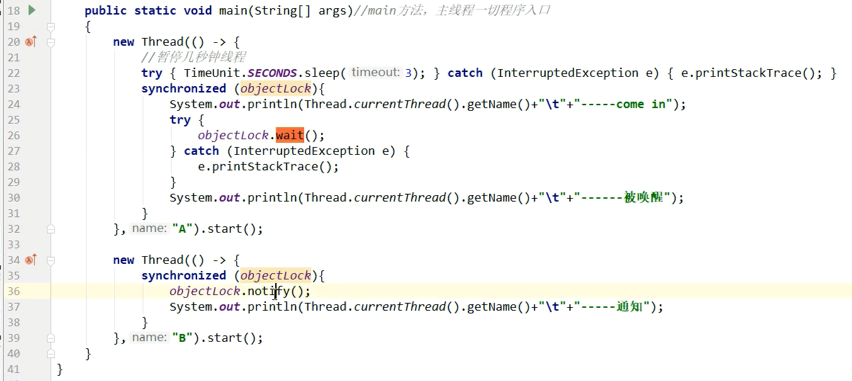 18 public static void main(String[] args)//main方法，主线程一切程序入口
19 {
20 new Thread(() -> {
21 //暂停几秒钟线程
22 try { TimeUnit.SECONDS.sleep( timeout: 3); } catch (InterruptedException e) { e.printStackTrace(); }
23 synchronized (objectLock){
24 System.out.println(Thread.currentThread().getName()+"\t"+"-----come in");
25 try {
26 objectLock.wait();
27 } catch (InterruptedException e) {
28 e.printStackTrace();
29 }
30 System.out.println(Thread.currentThread().getName()+"\t"+"------被唤醒");
31 }
32 }, name: "A").start();
33
34 new Thread(() -> {
35 synchronized (objectLock){
36 objectLock.notify();
37 System.out.println(Thread.currentThread().getName()+"\t"+"-----通知");
38 }
39 }, name: "B").start();
40 }
41 }